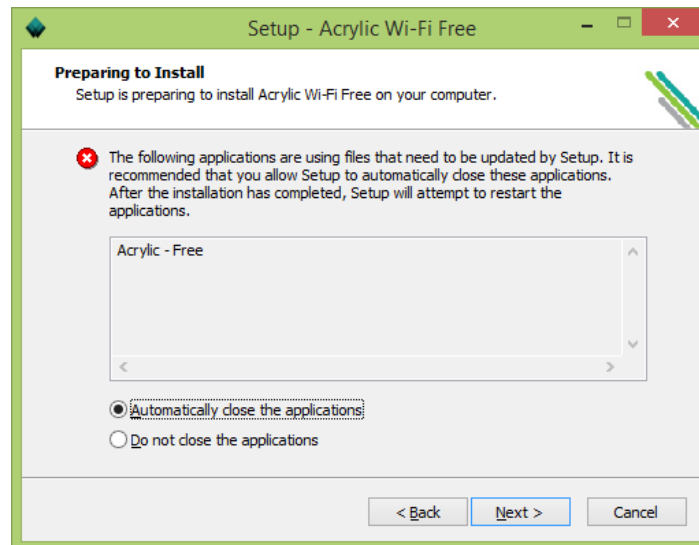 Setup - Acrylic Wi-Fi Free
Preparing to Install
Setup is preparing to install Acrylic Wi-Fi Free on your computer.
The following applications are using files that need to be updated by Setup. It is
recommended that you allow Setup to automatically close these applications.
After the installation has completed, Setup will attempt to restart the
applications.
Acrylic - Free
Automatically close the applications
Do not close the applications
< Back
Next >
Cancel